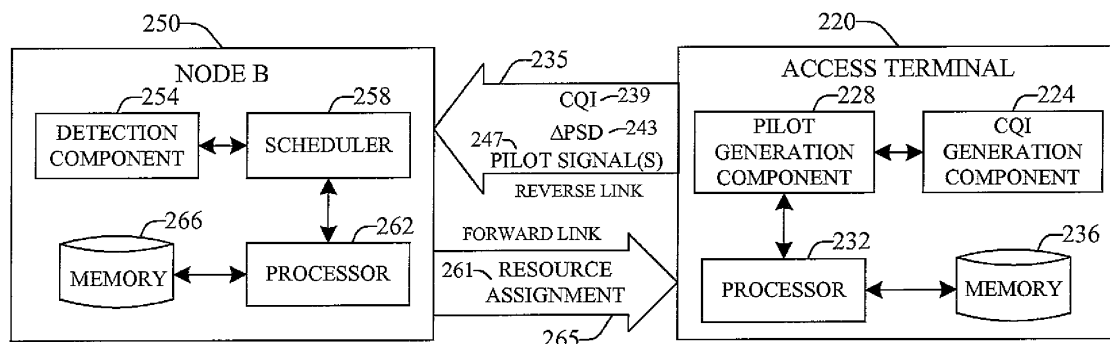 250
NODE B
254
DETECTION
COMPONENT
258
SCHEDULER
266
MEMORY
262
PROCESSOR
235
CQI 239
ΔPSD 243
247
PILOT SIGNAL(S)
REVERSE LINK
FORWARD LINK
261 RESOURCE
ASSIGNMENT
265
220
ACCESS TERMINAL
228
PILOT
GENERATION
COMPONENT
224
CQI
GENERATION
COMPONENT
232
PROCESSOR
236
MEMORY